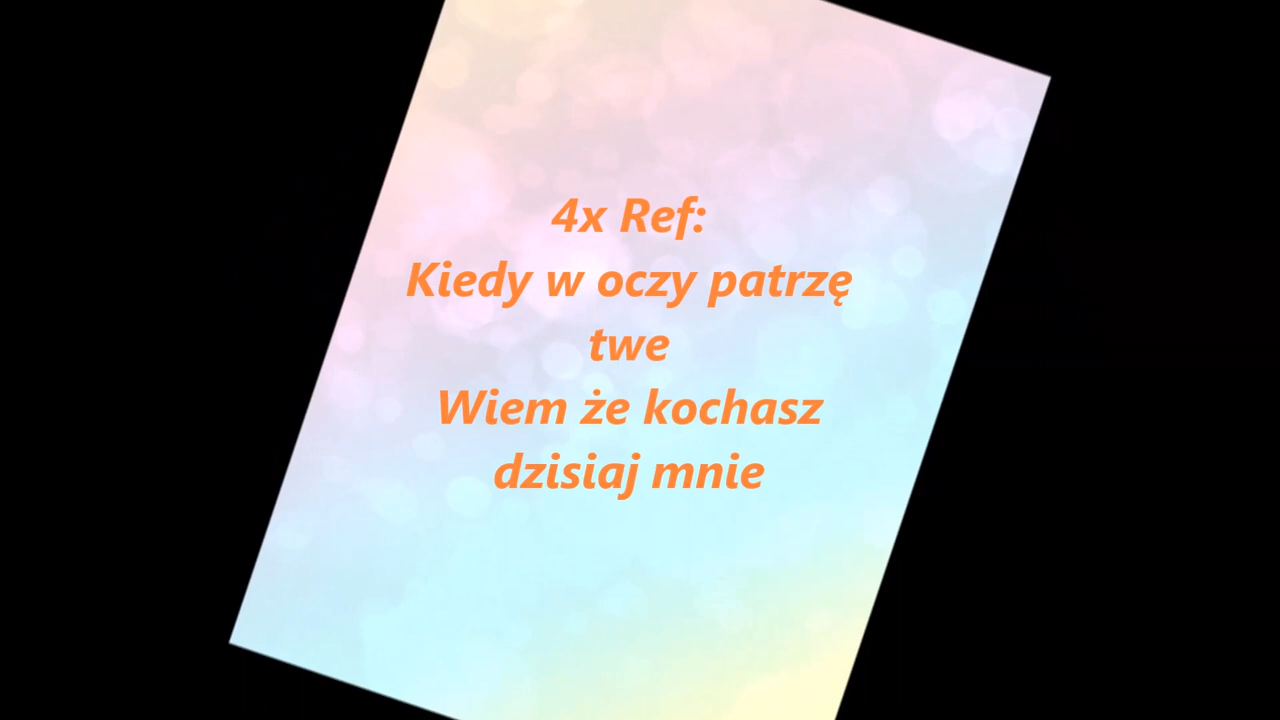 4x Ref:
Kiedy w oczy patrzę
twe
Wiem że kochasz
dzisiaj mnie